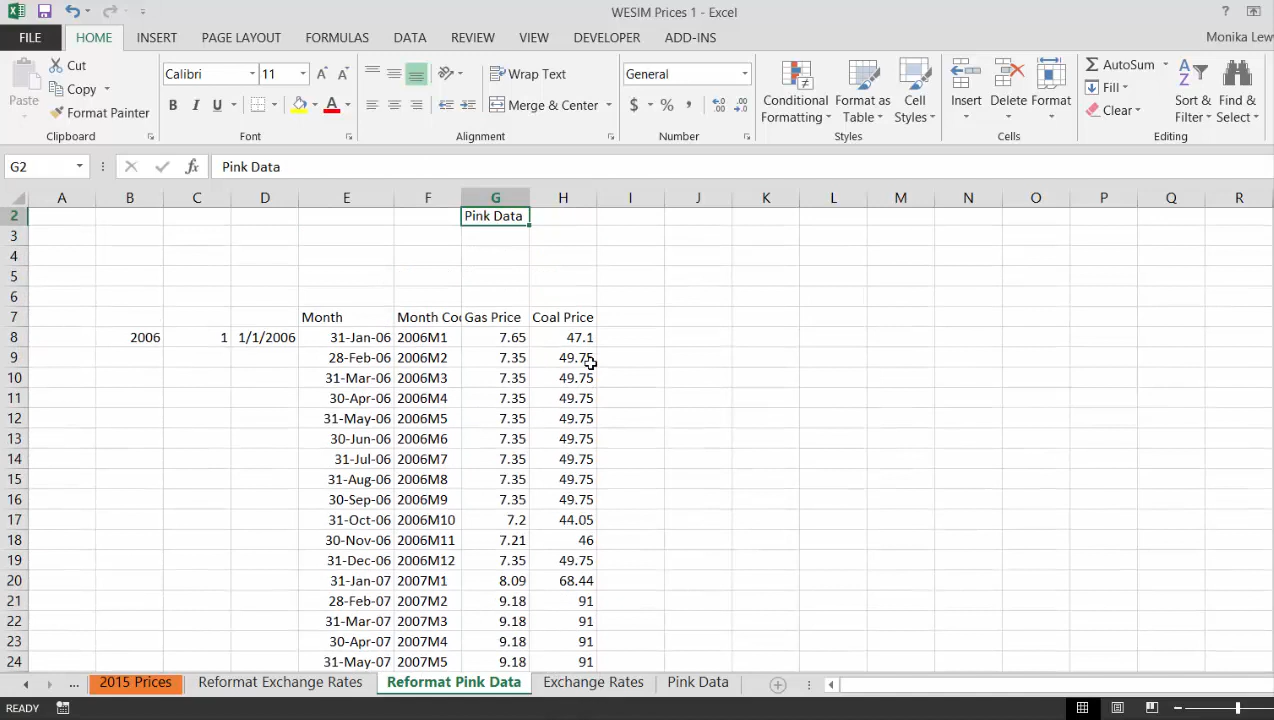 WESIM Prices 1 - Excel
?
FILE HOME INSERT PAGE LAYOUT FORMULAS DATA REVIEW VIEW DEVELOPER ADD-INS Monika Lew
Cut Calibri 11 Wrap Text General AutoSum
Copy
Paste Format Painter Merge & Center Conditional Formatting Format as Table Cell Styles Insert Delete Format Fill Clear Sort & Filter Find & Select
Clipboard Font Alignment Number Styles Cells Editing
G2 fx Pink Data
A B C D E F G H I J K L M N O P Q R
2 Pink Data
3
4
5
6
7 Month Month Co Gas Price Coal Price
8 2006 1 1/1/2006 31-Jan-06 2006M1 7.65 47.1
9 28-Feb-06 2006M2 7.35 49.75
10 31-Mar-06 2006M3 7.35 49.75
11 30-Apr-06 2006M4 7.35 49.75
12 31-May-06 2006M5 7.35 49.75
13 30-Jun-06 2006M6 7.35 49.75
14 31-Jul-06 2006M7 7.35 49.75
15 31-Aug-06 2006M8 7.35 49.75
16 30-Sep-06 2006M9 7.35 49.75
17 31-Oct-06 2006M10 7.2 44.05
18 30-Nov-06 2006M11 7.21 46
19 31-Dec-06 2006M12 7.35 49.75
20 31-Jan-07 2007M1 8.09 68.44
21 28-Feb-07 2007M2 9.18 91
22 31-Mar-07 2007M3 9.18 91
23 30-Apr-07 2007M4 9.18 91
24 31-May-07 2007M5 9.18 91
... 2015 Prices Reformat Exchange Rates Reformat Pink Data Exchange Rates Pink Data
READY